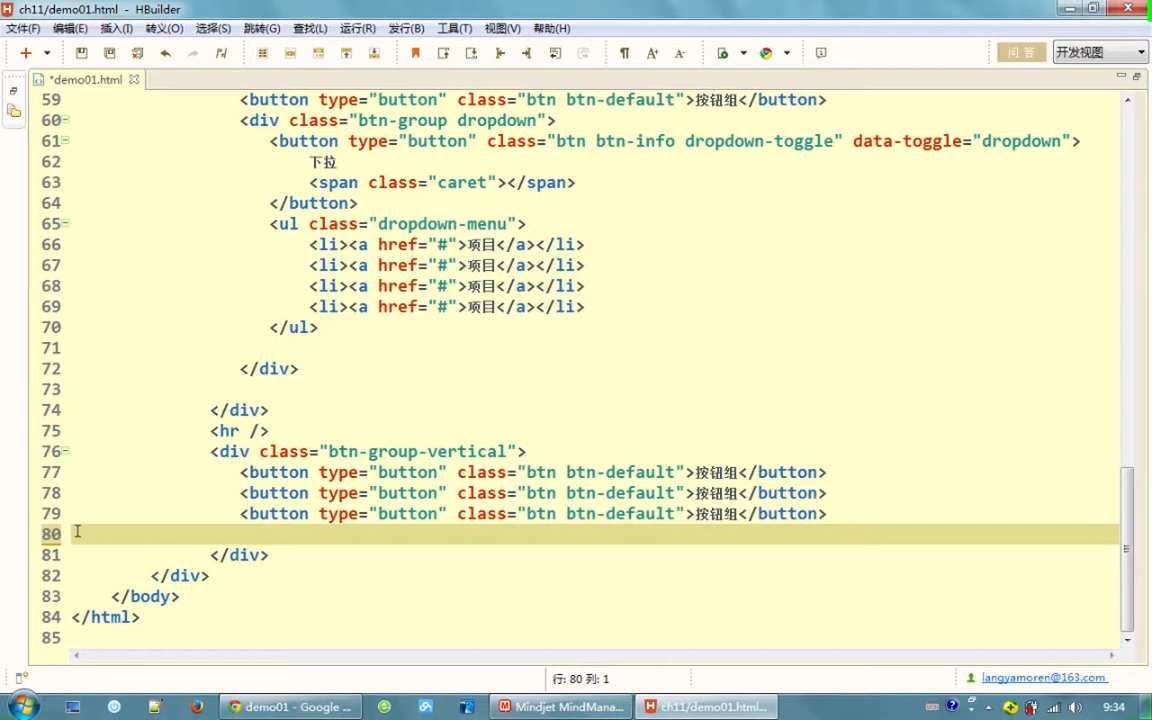 ch11/demo01.html - HBuilder
文件(F) 编辑(E) 插入(I) 转义(O) 选择(S) 跳转(G) 查找(L) 运行(R) 发行(B) 工具(T) 视图(V) 帮助(H)
问 答 开发视图
*demo01.html
59 <button type="button" class="btn btn-default">按钮组</button>
60 <div class="btn-group dropdown">
61 <button type="button" class="btn btn-info dropdown-toggle" data-toggle="dropdown">
62 下拉
63 <span class="caret"></span>
64 </button>
65 <ul class="dropdown-menu">
66 <li><a href="#">项目</a></li>
67 <li><a href="#">项目</a></li>
68 <li><a href="#">项目</a></li>
69 <li><a href="#">项目</a></li>
70 </ul>
71
72 </div>
73
74 </div>
75 <hr />
76 <div class="btn-group-vertical">
77 <button type="button" class="btn btn-default">按钮组</button>
78 <button type="button" class="btn btn-default">按钮组</button>
79 <button type="button" class="btn btn-default">按钮组</button>
80
81 </div>
82 </div>
83 </body>
84 </html>
85
行: 80 列: 1 langyamoren@163.com
demo01 - Google ... Mindjet MindMana... ch11/demo01.html... 9:34